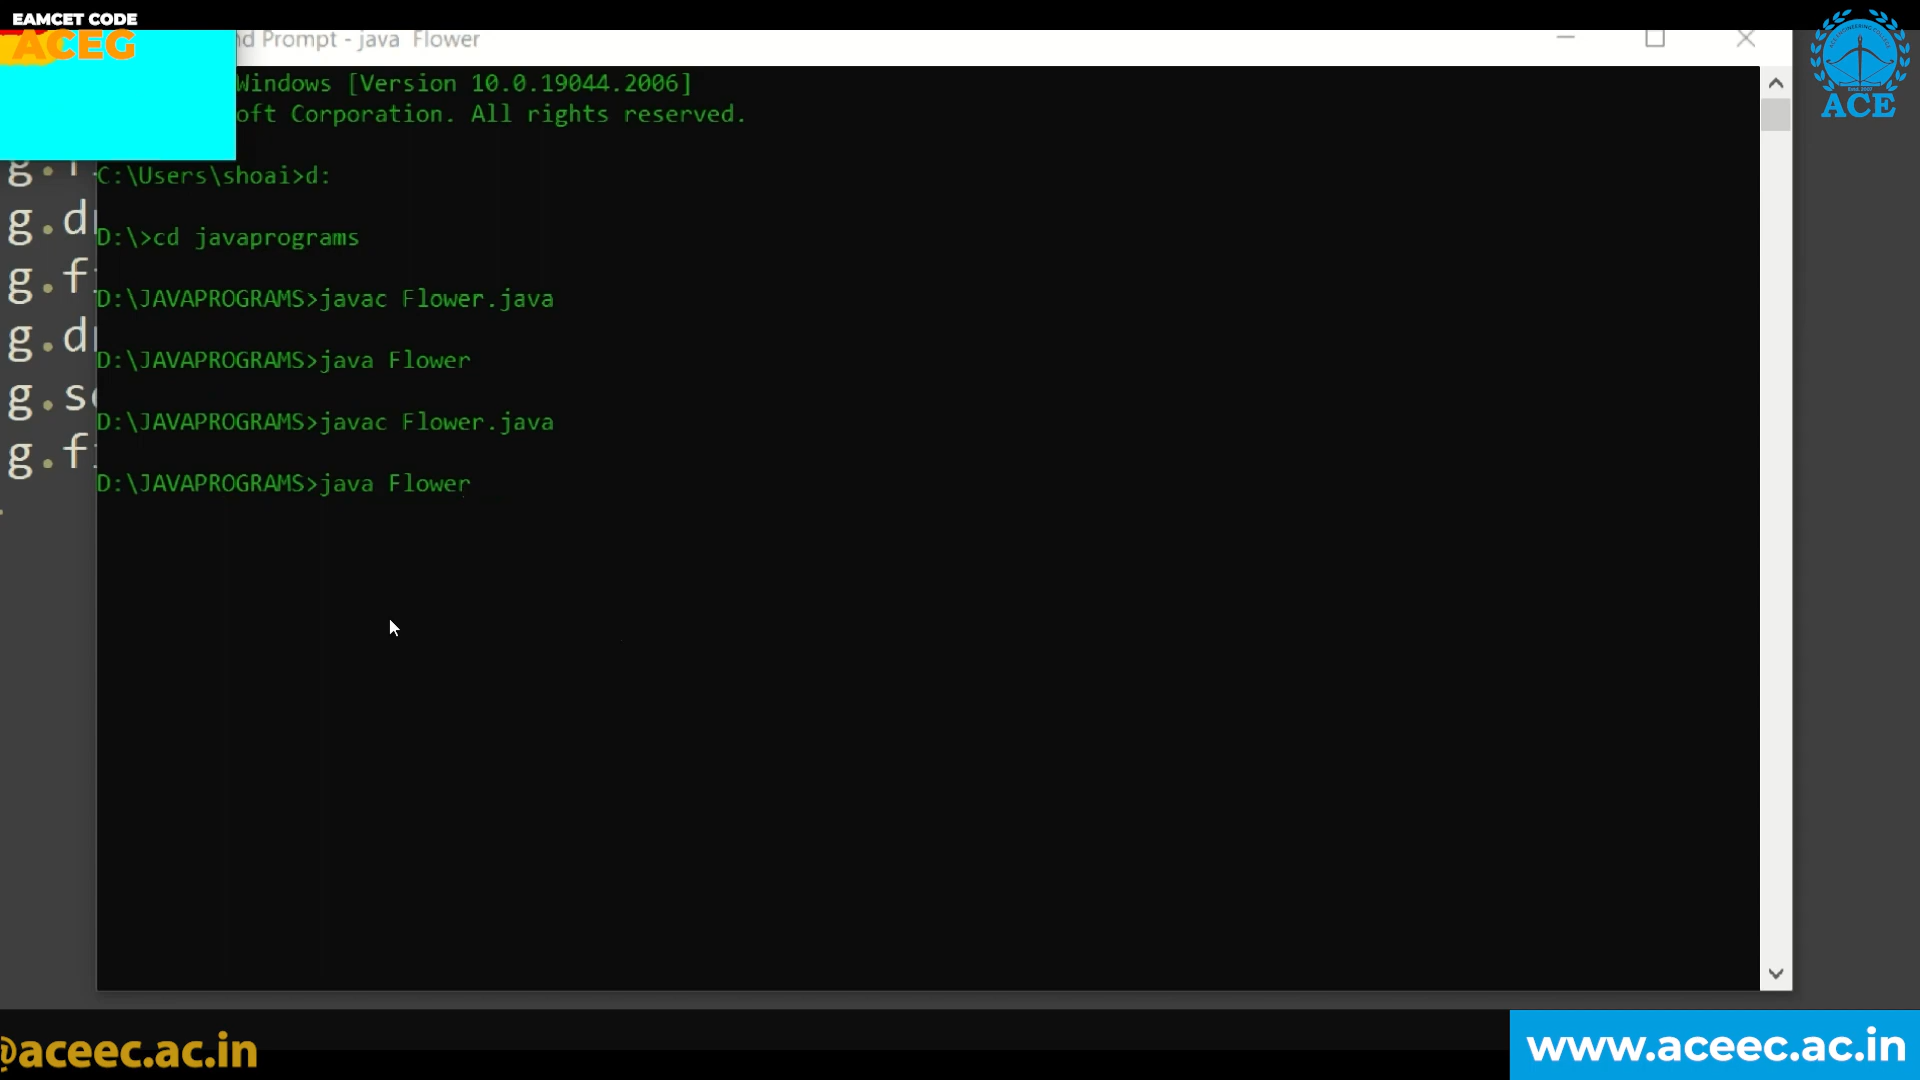 EAMCET CODE
ACEG
Prompt - java Flower
Windows [Version 10.0.19044.2006]
oft Corporation. All rights reserved.
C:\Users\shoai>d:
D:\>cd javaprograms
D:\JAVAPROGRAMS>javac Flower.java
D:\JAVAPROGRAMS>java Flower
D:\JAVAPROGRAMS>javac Flower.java
D:\JAVAPROGRAMS>java Flower
g.
g.d
g.f
g.d
g.s
g.f
ACE
@aceec.ac.in
www.aceec.ac.in